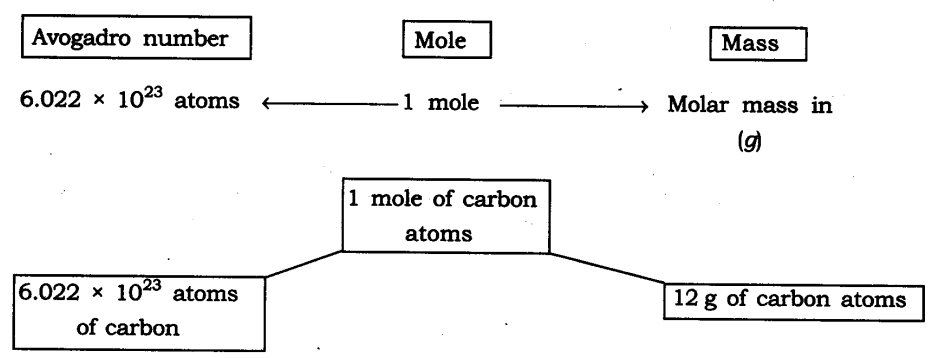 Avogadro number
Mole
Mass
6.022 × 10²³ atoms
1 mole
Molar mass in
(g)
1 mole of carbon
atoms
6.022 × 10²³ atoms
of carbon
12 g of carbon atoms